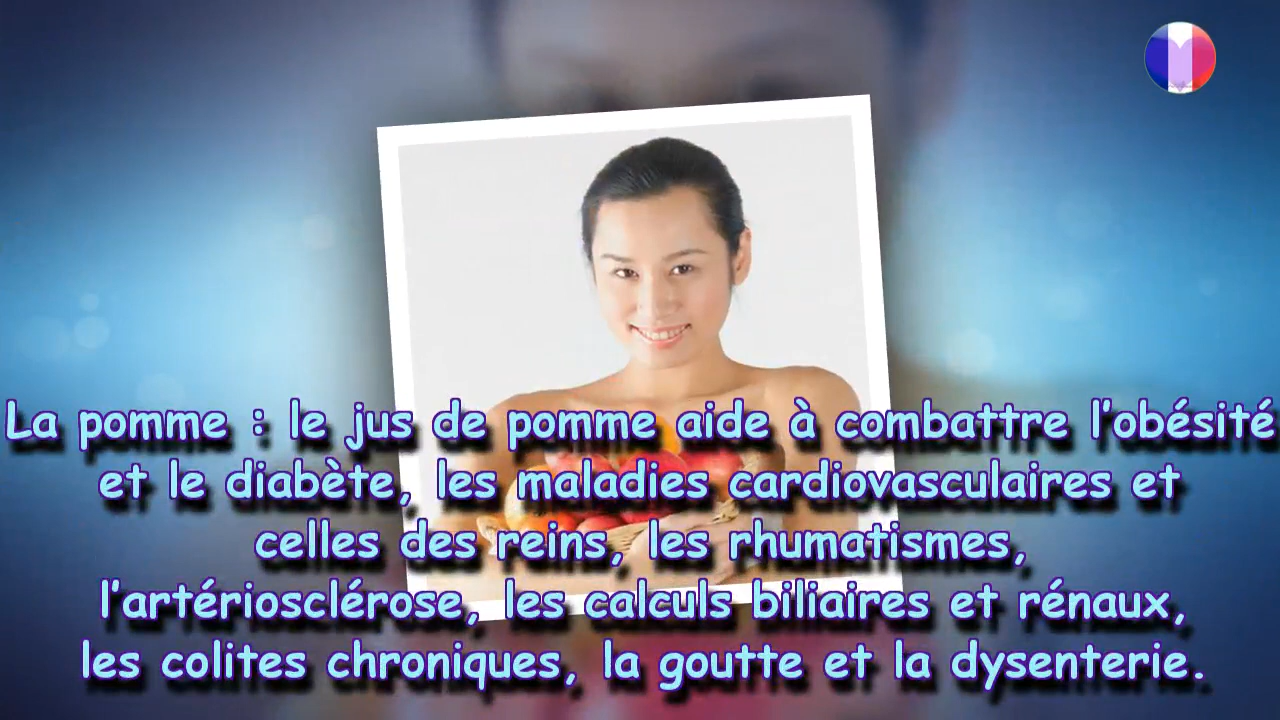 La pomme : le jus de pomme aide à combattre l'obésité
et le diabète, les maladies cardiovasculaires et
celles des reins, les rhumatismes,
l'artériosclérose, les calculs biliaires et rénaux,
les colites chroniques, la goutte et la dysenterie.